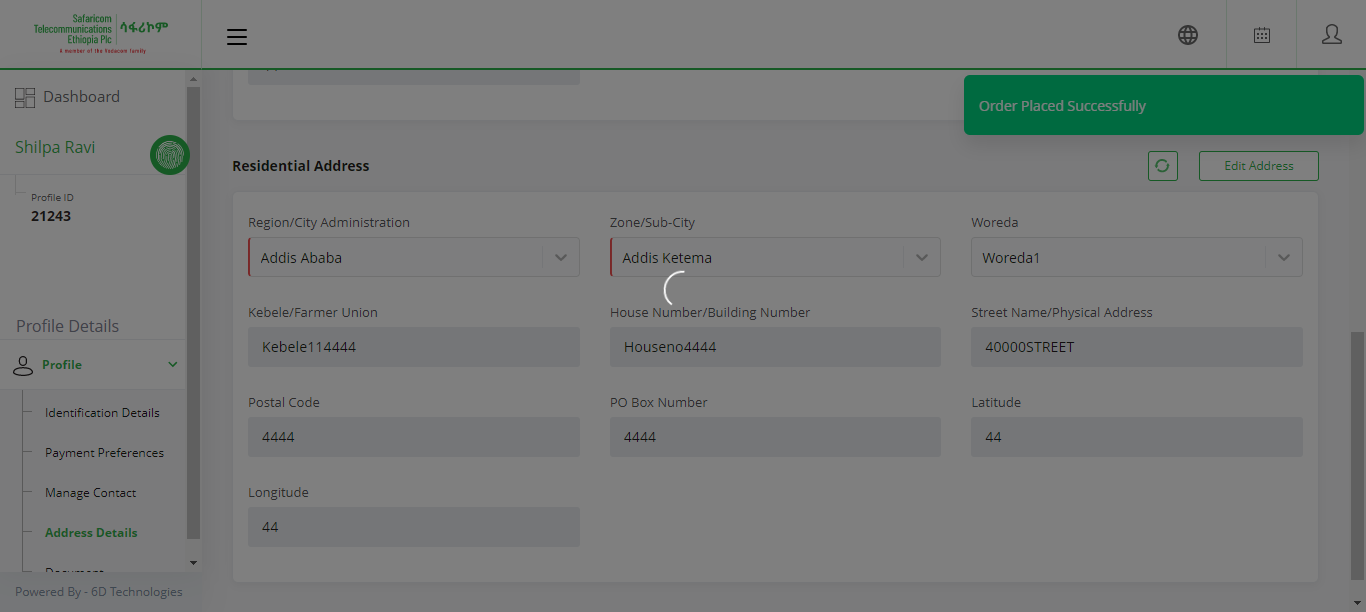 Safaricom
Telecommunications
Ethiopia Plc
ሳፋሪኮም
A member of the Vodacom family
Dashboard
Shilpa Ravi
Profile ID
21243
Profile Details
Profile
Identification Details
Payment Preferences
Manage Contact
Address Details
Document
Powered By - 6D Technologies
Order Placed Successfully
Residential Address
Edit Address
Region/City Administration
Zone/Sub-City
Woreda
Addis Ababa
Addis Ketema
Woreda1
Kebele/Farmer Union
House Number/Building Number
Street Name/Physical Address
Kebele114444
Houseno4444
40000STREET
Postal Code
PO Box Number
Latitude
4444
4444
44
Longitude
44